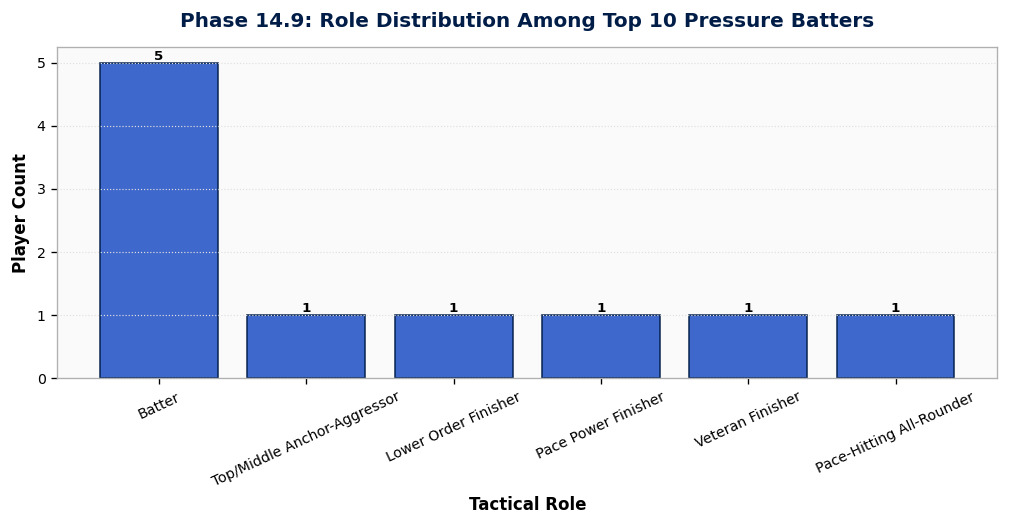 Phase 14.9: Role Distribution Among Top 10 Pressure Batters
Player Count
5
4
3
2
1
0
5
1
1
1
1
1
Batter
Top/Middle Anchor-Aggressor
Lower Order Finisher
Pace Power Finisher
Veteran Finisher
Pace-Hitting All-Rounder
Tactical Role